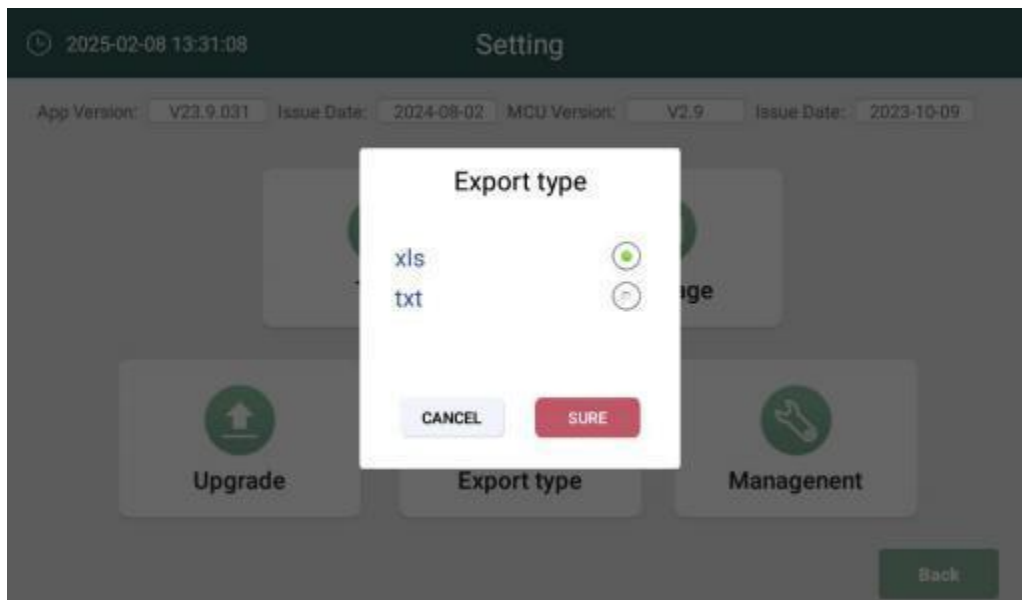 2025-02-08 13:31:08 Setting
App Version: V23.9.031 Issue Date: 2024-08-02 MCU Version: V2.9 Issue Date: 2023-10-09
Export type
xls
txt
CANCEL SURE
Upgrade Export type Managenent
Back